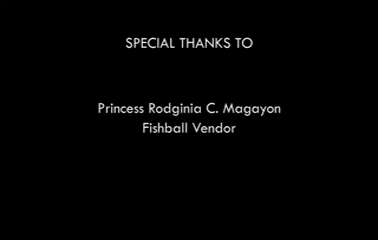 SPECIAL THANKS TO
Princess Rodginia C. Magayon
Fishball Vendor